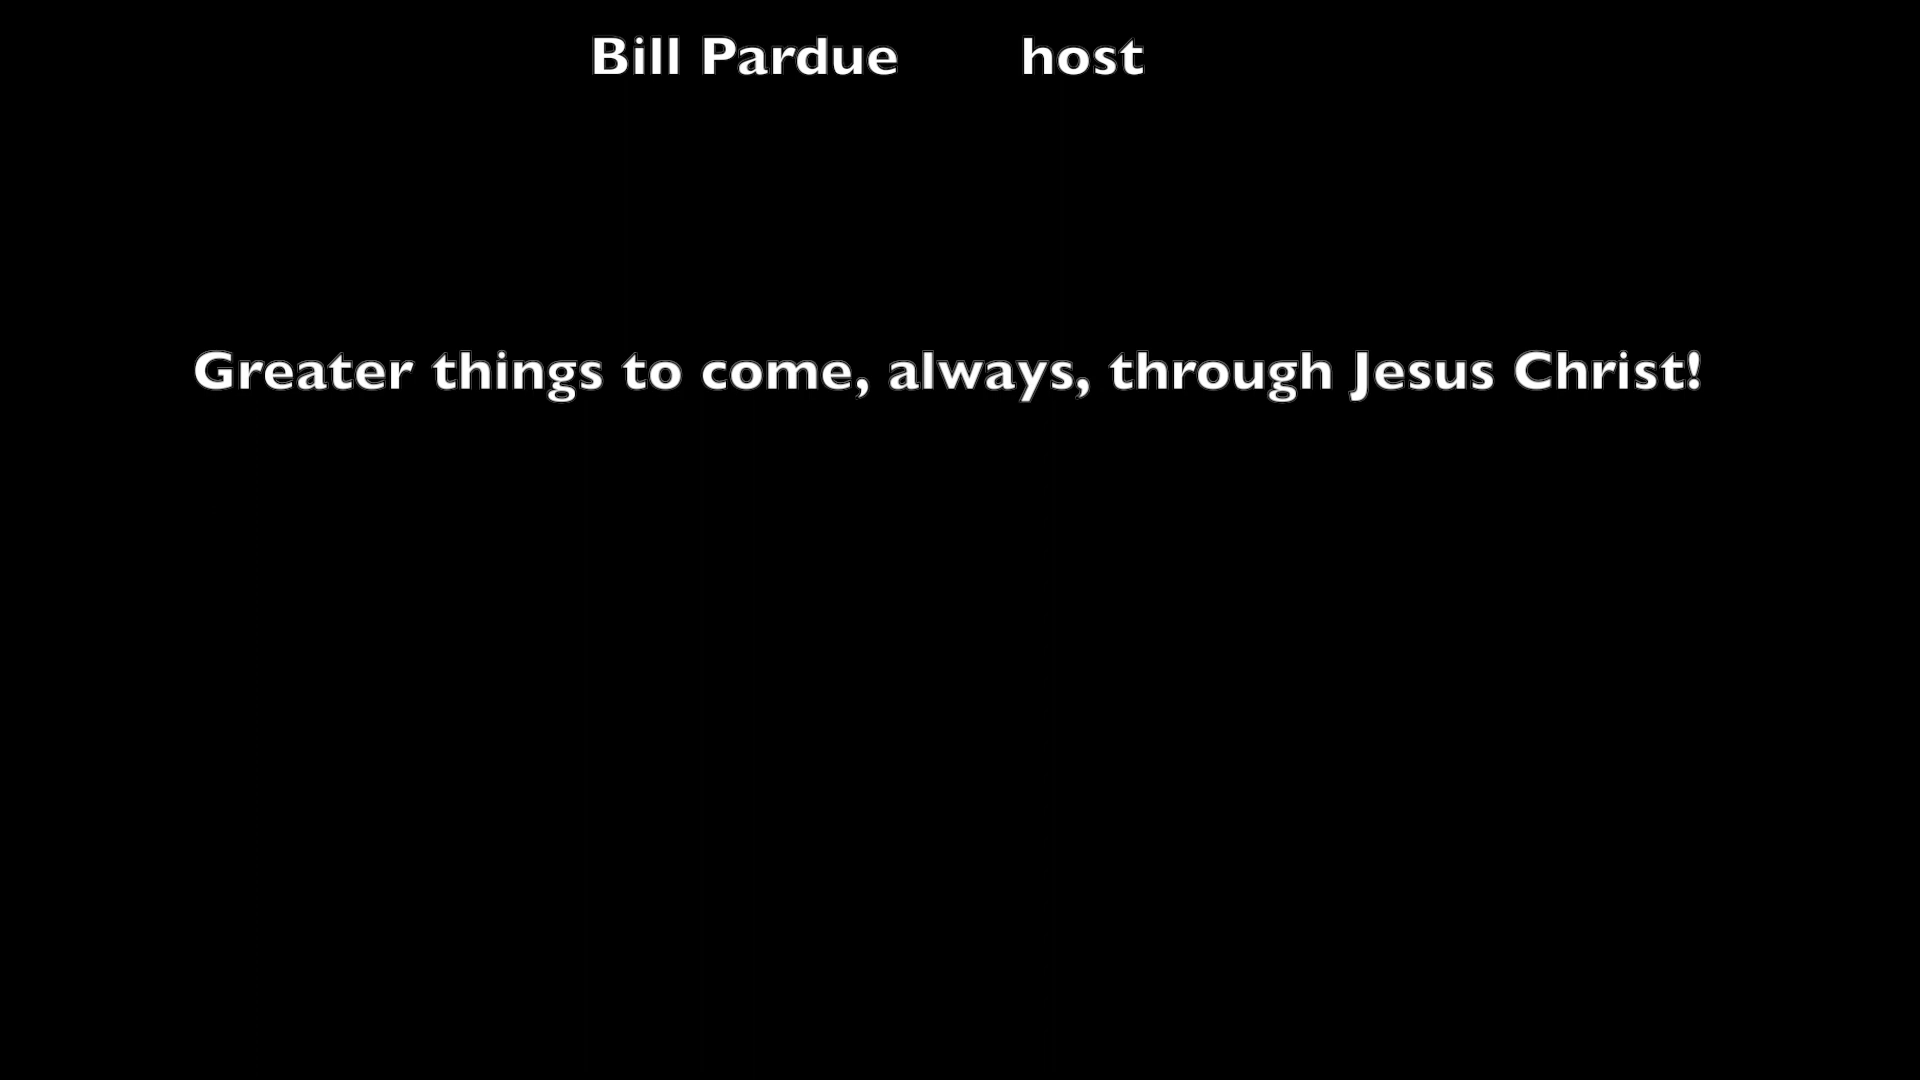 Bill Pardue host
Greater things to come, always, through Jesus Christ!